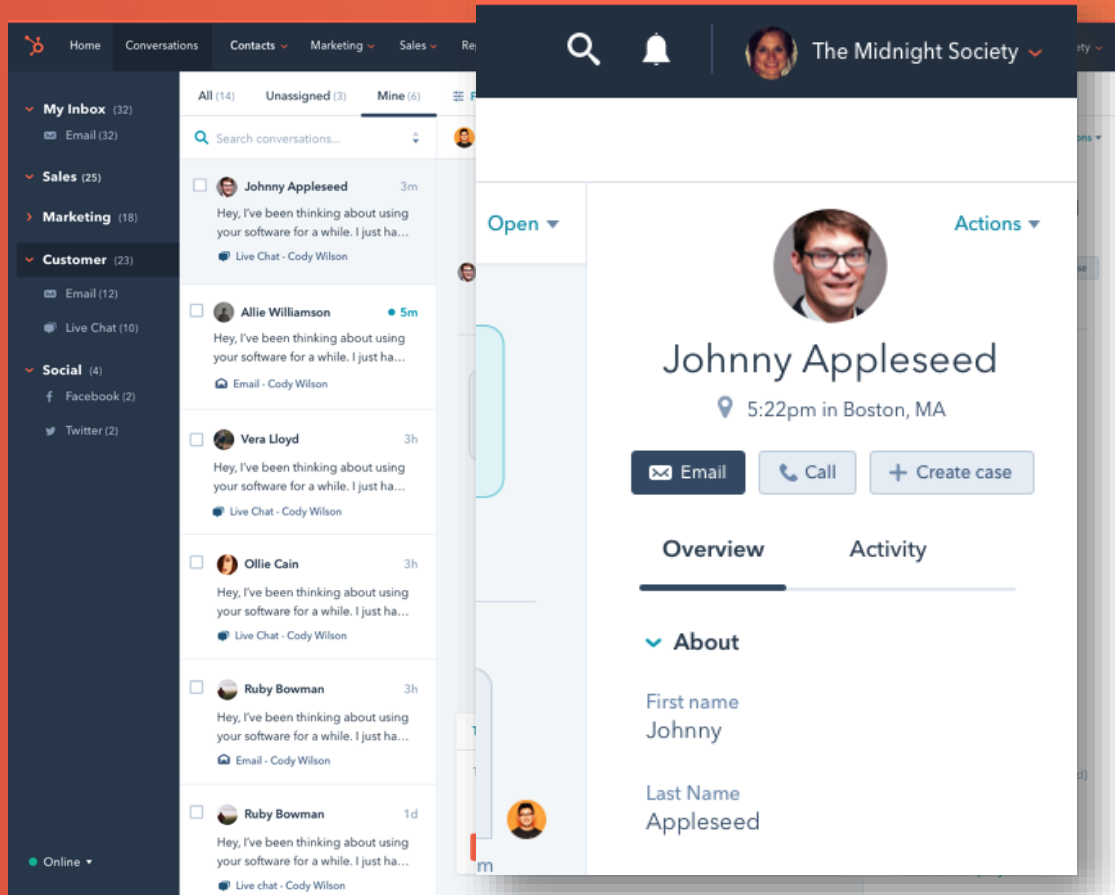 Home Conversations Contacts Marketing Sales
My Inbox (32)
Email (32)
Sales (25)
Marketing (18)
Customer (23)
Email (12)
Live Chat (10)
Social (4)
Facebook (2)
Twitter (2)
Online
All (14) Unassigned (3) Mine (6)
Search conversations...
Johnny Appleseed 3m
Hey, I've been thinking about using
your software for a while. I just ha...
Live Chat - Cody Wilson
Allie Williamson 5m
Hey, I've been thinking about using
your software for a while. I just ha...
Email - Cody Wilson
Vera Lloyd 3h
Hey, I've been thinking about using
your software for a while. I just ha...
Live Chat - Cody Wilson
Ollie Cain 3h
Hey, I've been thinking about using
your software for a while. I just ha...
Live Chat - Cody Wilson
Ruby Bowman 3h
Hey, I've been thinking about using
your software for a while. I just ha...
Email - Cody Wilson
Ruby Bowman 1d
Hey, I've been thinking about using
your software for a while. I just ha...
Live chat - Cody Wilson
The Midnight Society
Open
Actions
Johnny Appleseed
5:22pm in Boston, MA
Email Call + Create case
Overview Activity
About
First name
Johnny
Last Name
Appleseed